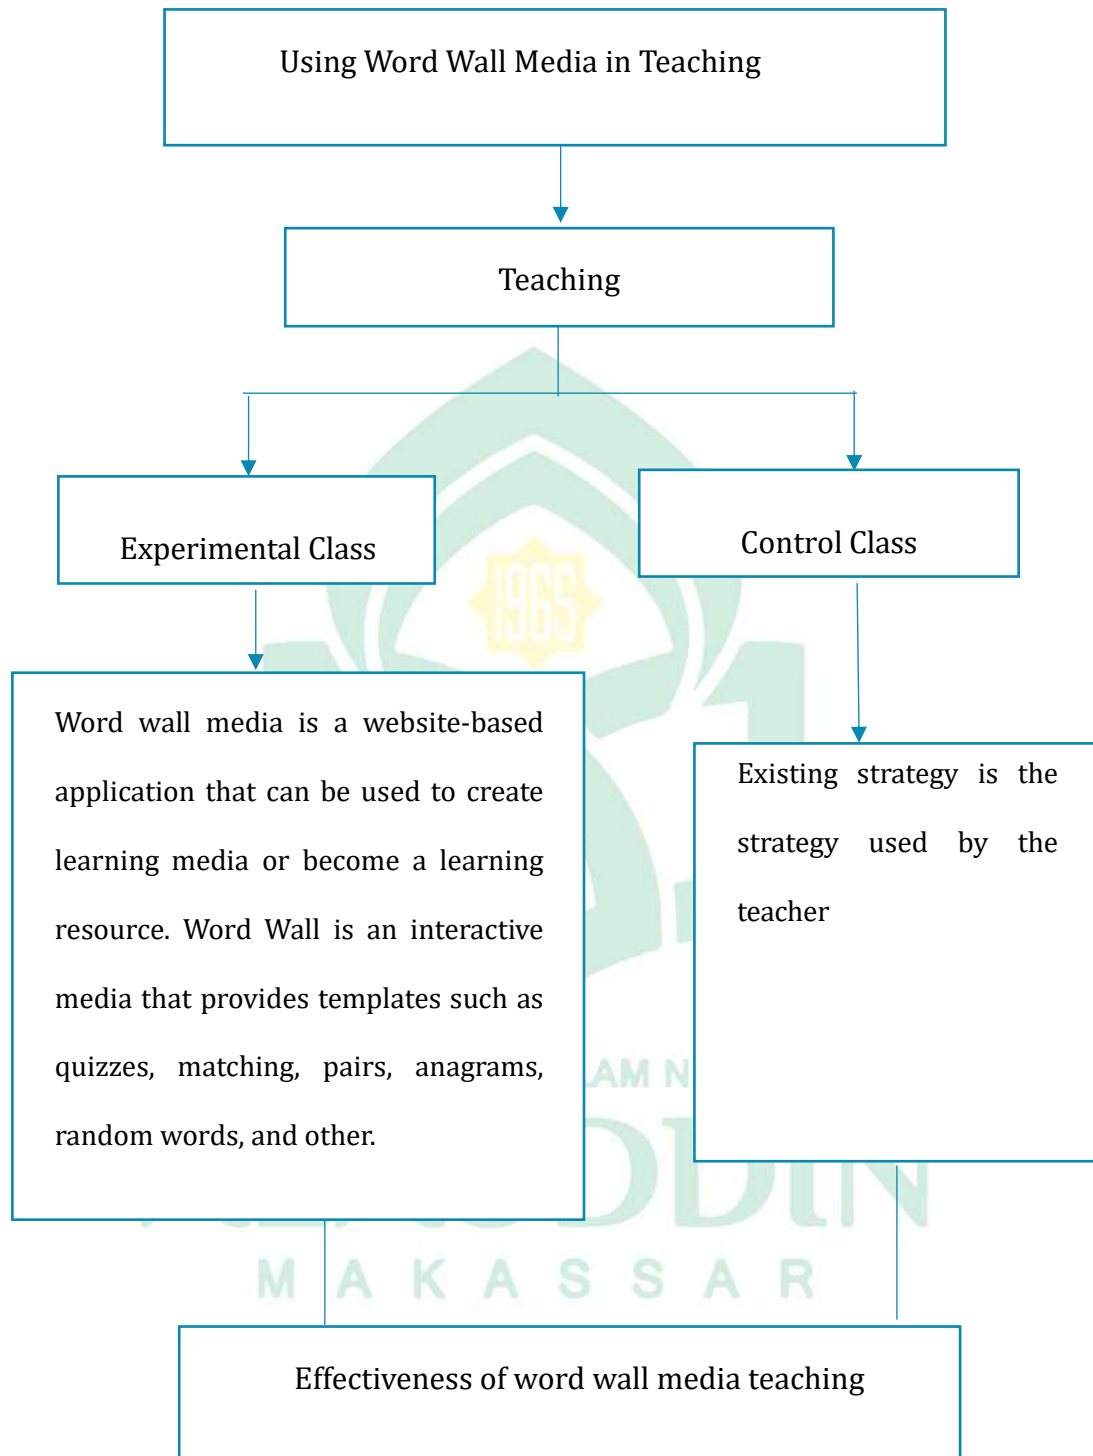 Using Word Wall Media in Teaching
Teaching
Experimental Class
Control Class
1965
Word wall media is a website-based
application that can be used to create
learning media or become a learning
resource. Word Wall is an interactive
media that provides templates such as
quizzes, matching, pairs, anagrams,
random words, and other.
Existing strategy is the
strategy used by the
teacher
MAKASSAR
Effectiveness of word wall media teaching